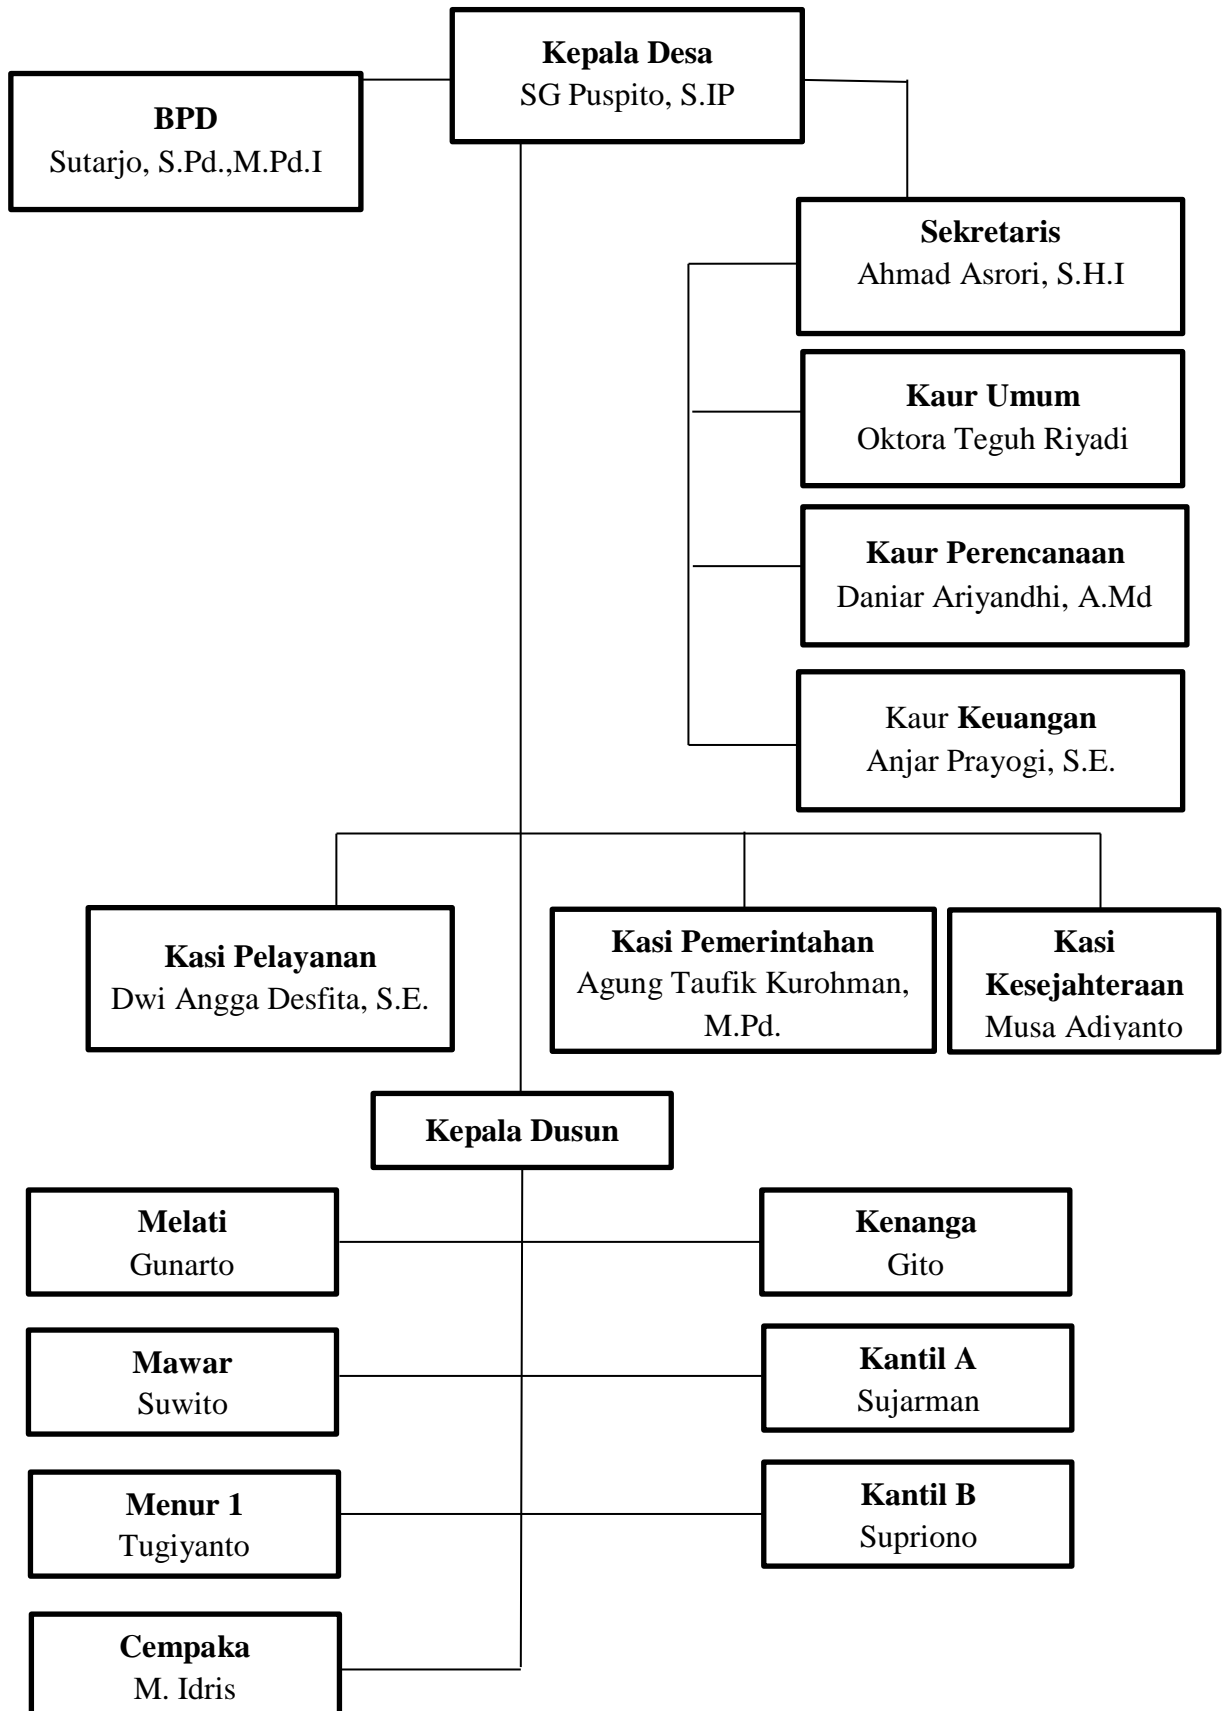 Kepala Desa
SG Puspito, S.IP
BPD
Sutarjo, S.Pd.,M.Pd.I
Sekretaris
Ahmad Asrori, S.H.I
Kaur Umum
Oktora Teguh Riyadi
Kaur Perencanaan
Daniar Ariyandhi, A.Md
Kaur Keuangan
Anjar Prayogi, S.E.
Kasi Pelayanan
Dwi Angga Desfita, S.E.
Kasi Pemerintahan
Agung Taufik Kurohman,
M.Pd.
Kasi
Kesejahteraan
Musa Adiyanto
Kepala Dusun
Melati
Gunarto
Kenanga
Gito
Mawar
Suwito
Kantil A
Sujarman
Menur 1
Tugiyanto
Kantil B
Supriono
Cempaka
M. Idris